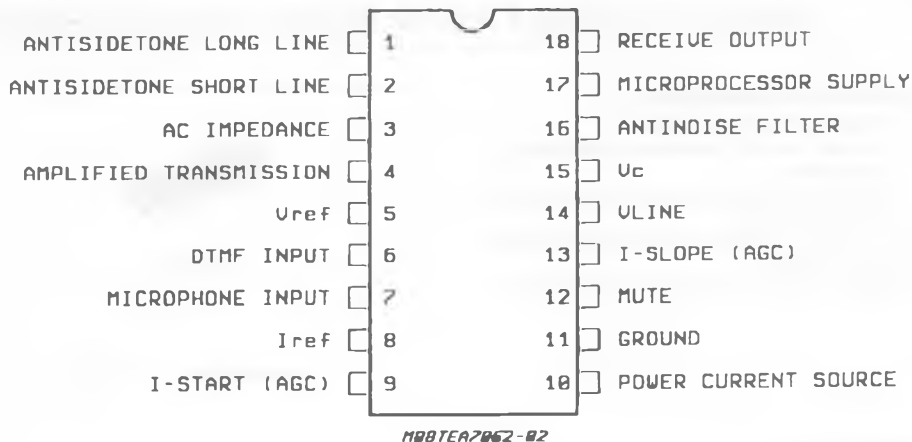 ANTISIDETONE LONG LINE 1 18 RECEIVE OUTPUT
ANTISIDETONE SHORT LINE 2 17 MICROPROCESSOR SUPPLY
AC IMPEDANCE 3 16 ANTINOISE FILTER
AMPLIFIED TRANSMISSION 4 15 Vc
Vref 5 14 VLINE
DTMF INPUT 6 13 I-SLOPE (AGC)
MICROPHONE INPUT 7 12 MUTE
Iref 8 11 GROUND
I-START (AGC) 9 10 POWER CURRENT SOURCE
M88TEA7062-02